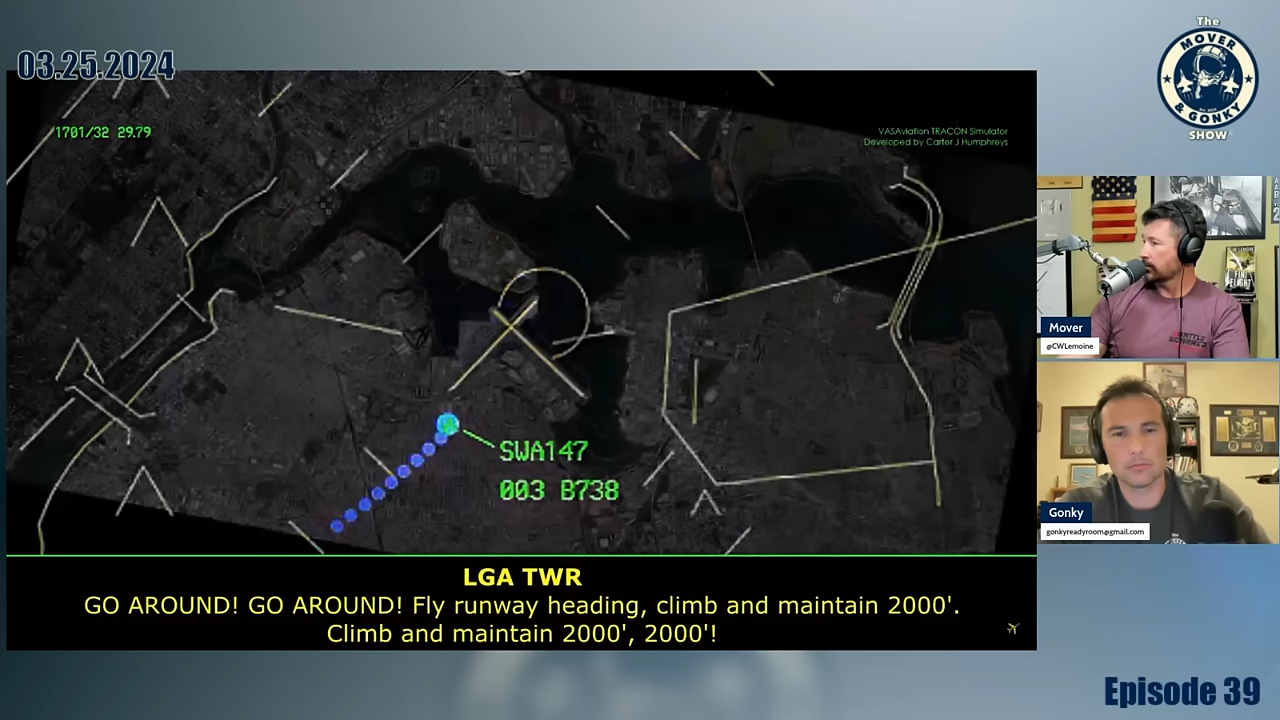 03.25.2024
The
MOVER
& GONKY
SHOW
1701/32 29.79
VASAviation TRACON Simulator
Developed by Carter J Humphreys
SWA147
003 B738
Mover
@CWLemoine
Gonky
gonkyreadyroom@gmail.com
LGA TWR
GO AROUND! GO AROUND! Fly runway heading, climb and maintain 2000'.
Climb and maintain 2000', 2000'!
Episode 39